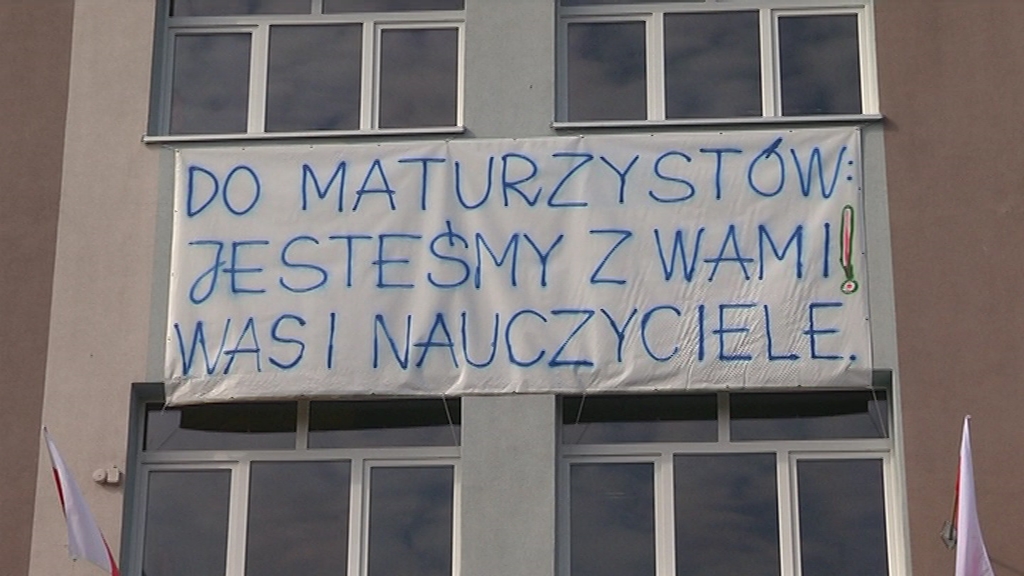 DO MATURZYSTÓW:
JESTEŚMY Z WAMI!
WASI NAUCZYCIELE.